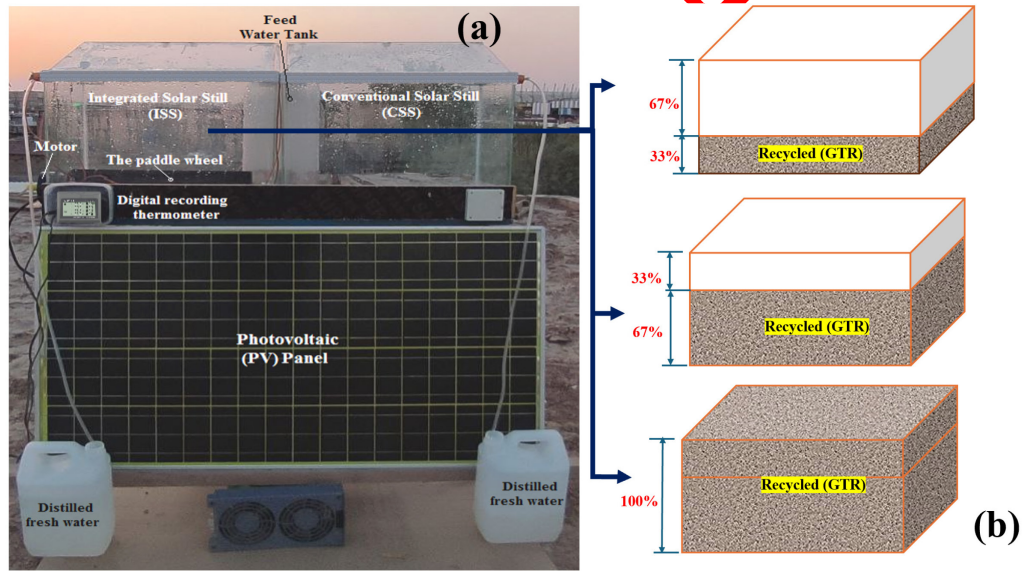 (a)
Feed
Water Tank
Integrated Solar Still
(ISS)
Conventional Solar Still
(CSS)
Motor
The paddle wheel
Digital recording
thermometer
Photovoltaic
(PV) Panel
Distilled
fresh water
Distilled
fresh water
67%
33%
Recycled (GTR)
33%
67%
Recycled (GTR)
100%
Recycled (GTR)
(b)